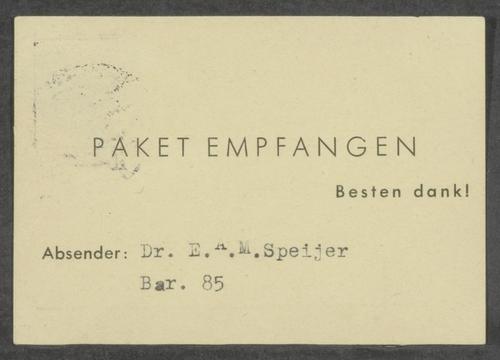 PAKET EMPFANGEN
Besten dank!
Absender: Dr. E.A.M.Speijer
Bar. 85